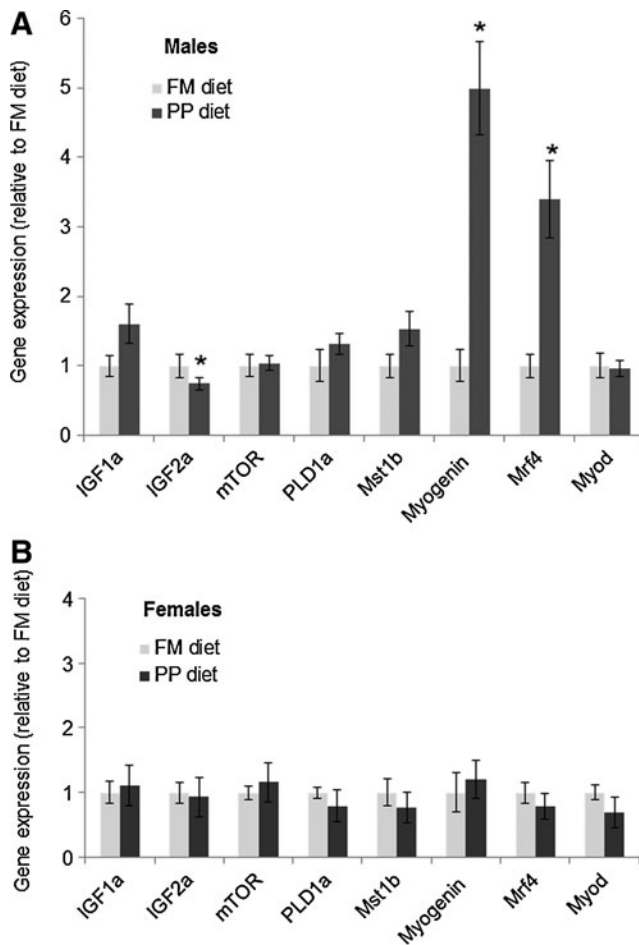 A
Gene expression (relative to FM diet)
6
5
4
3
2
1
0
Males
FM diet
PP diet
*
*
*
IGF1a
IGF2a
mTOR
PLD1a
Mst1b
Myogenin
Mrf4
Myod
B
Gene expression (relative to FM diet)
4
3
2
1
0
Females
FM diet
PP diet
IGF1a
IGF2a
mTOR
PLD1a
Mst1b
Myogenin
Mrf4
Myod